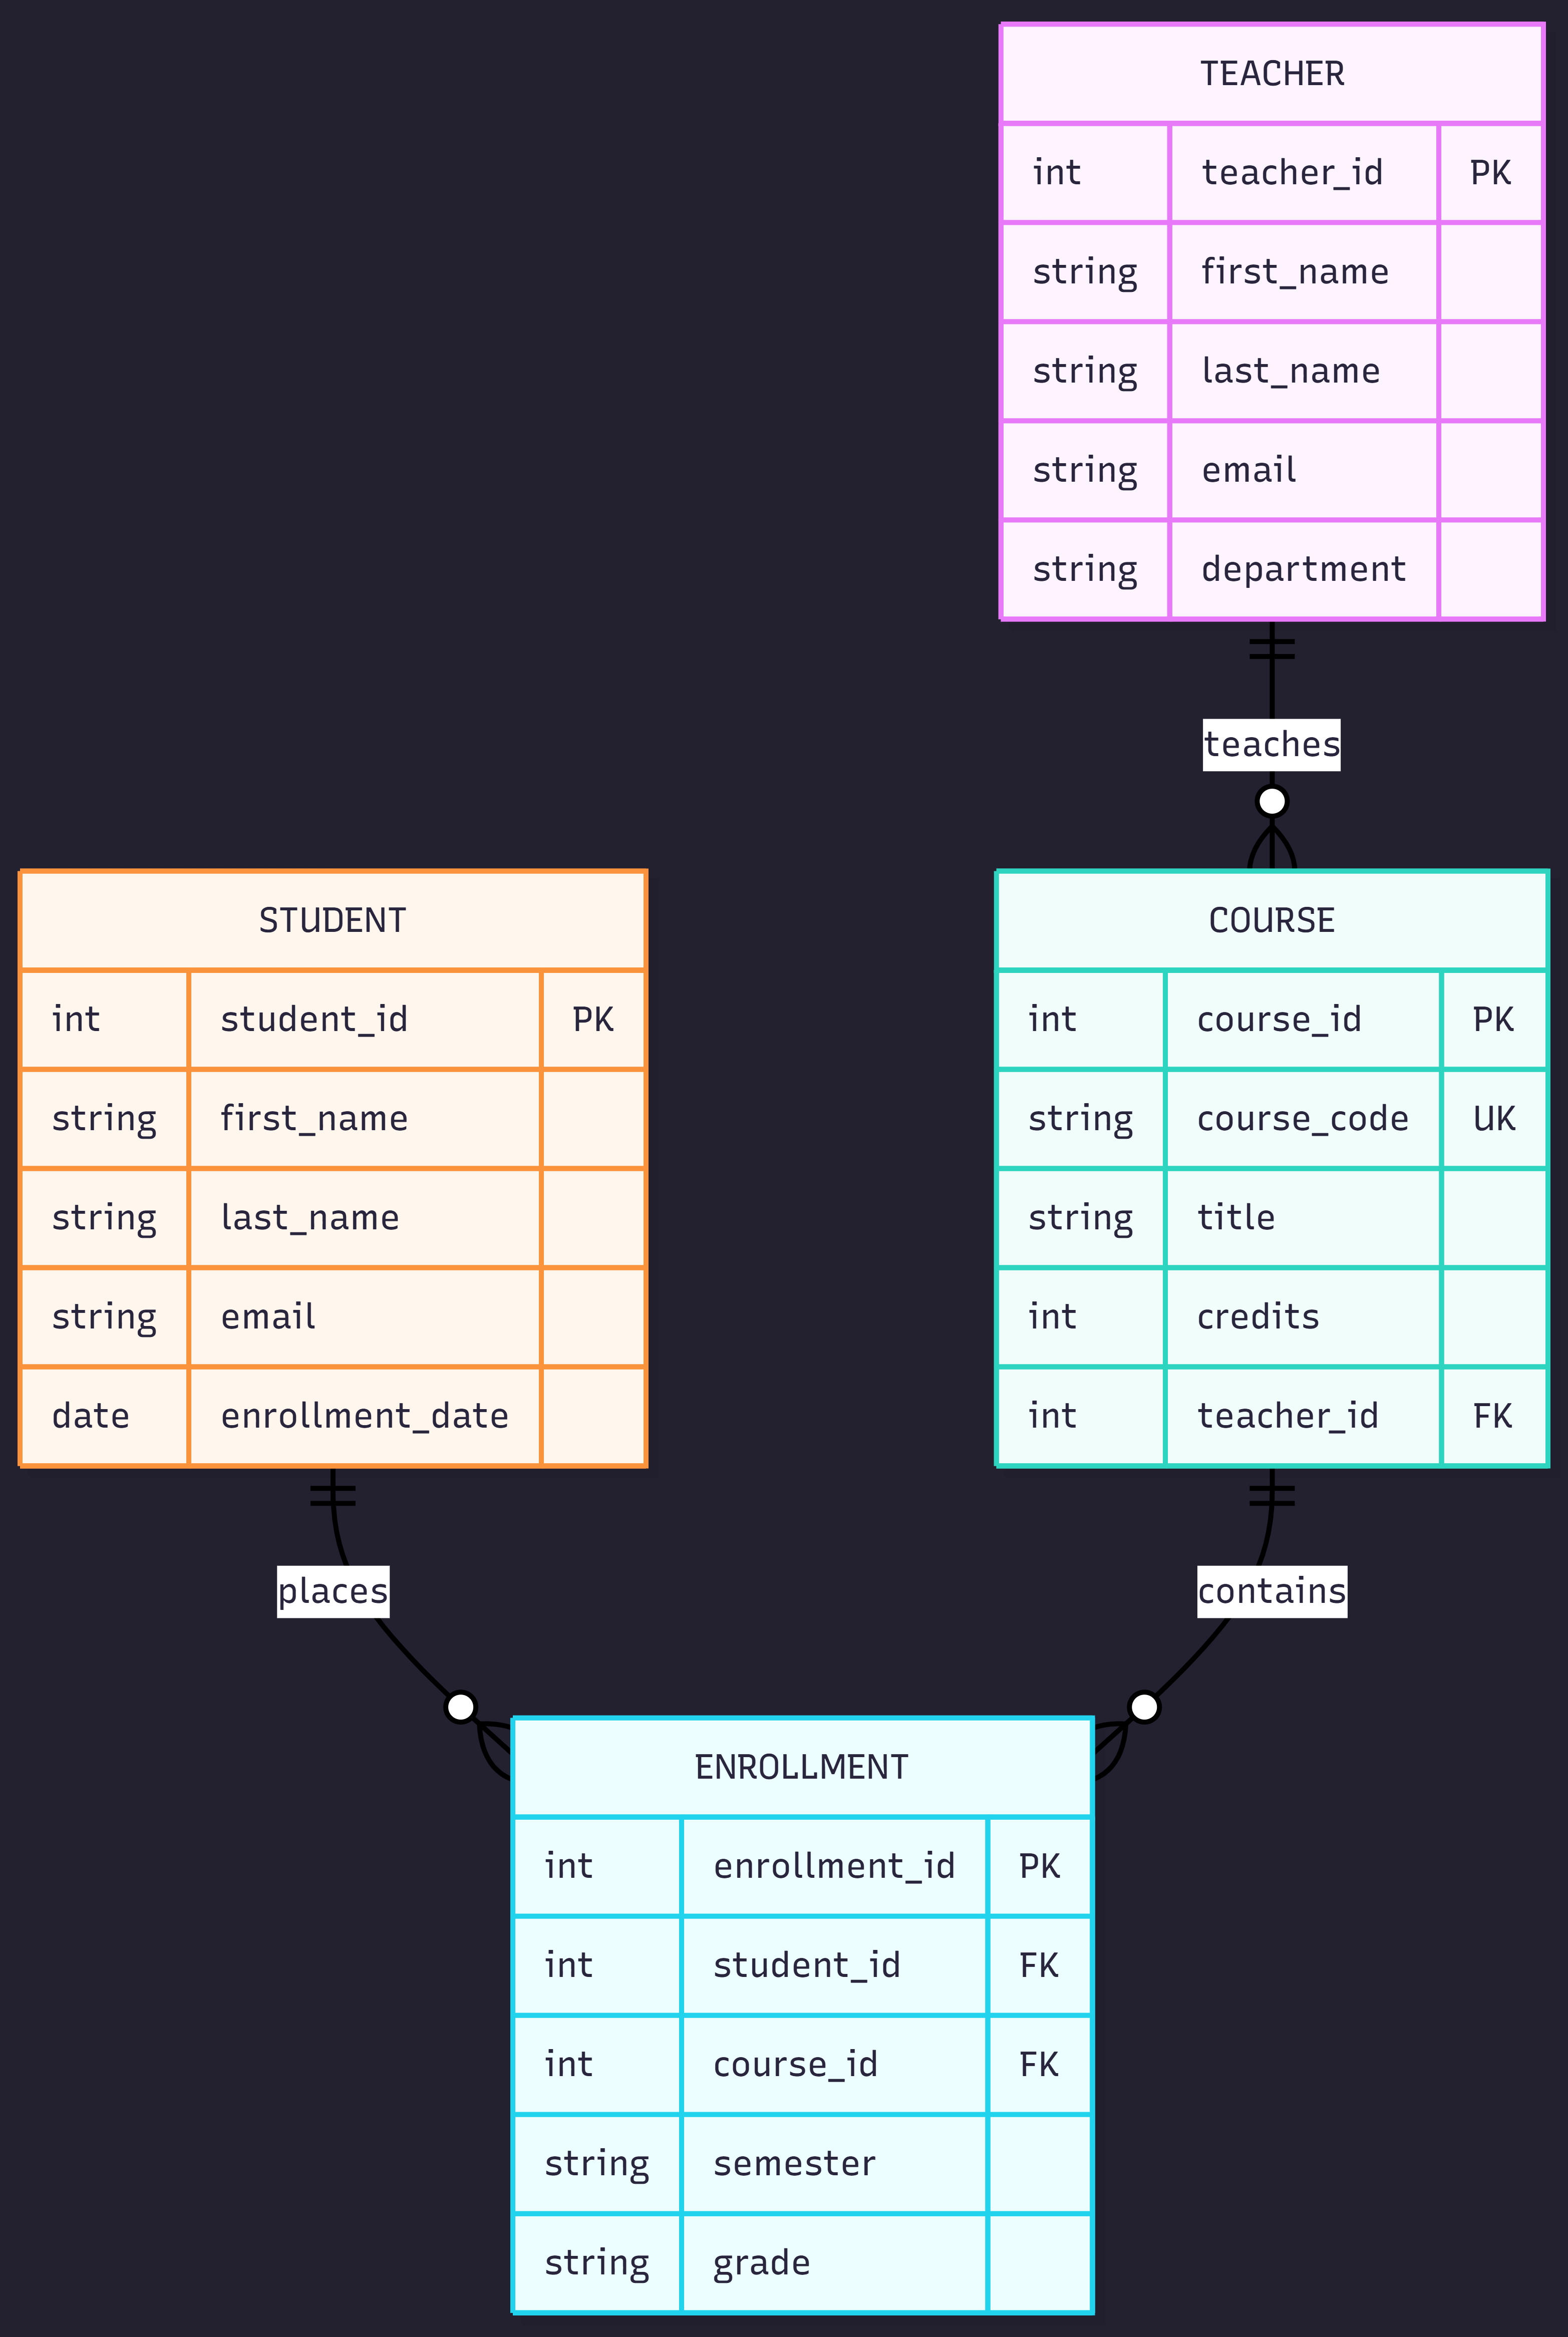 TEACHER
int teacher_id PK
string first_name
string last_name
string email
string department
teaches
STUDENT
int student_id PK
string first_name
string last_name
string email
date enrollment_date
COURSE
int course_id PK
string course_code UK
string title
int credits
int teacher_id FK
places
contains
ENROLLMENT
int enrollment_id PK
int student_id FK
int course_id FK
string semester
string grade